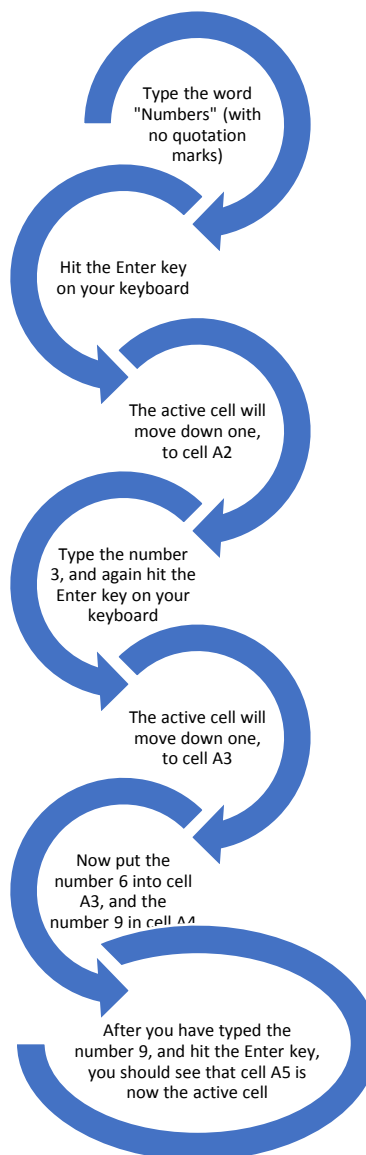 Type the word
"Numbers" (with
no quotation
marks)
Hit the Enter key
on your keyboard
The active cell will
move down one,
to cell A2
Type the number
3, and again hit the
Enter key on your
keyboard
The active cell will
move down one,
to cell A3
Now put the
number 6 into cell
A3, and the
number 9 in cell A4
After you have typed the
number 9, and hit the Enter key,
you should see that cell A5 is
now the active cell